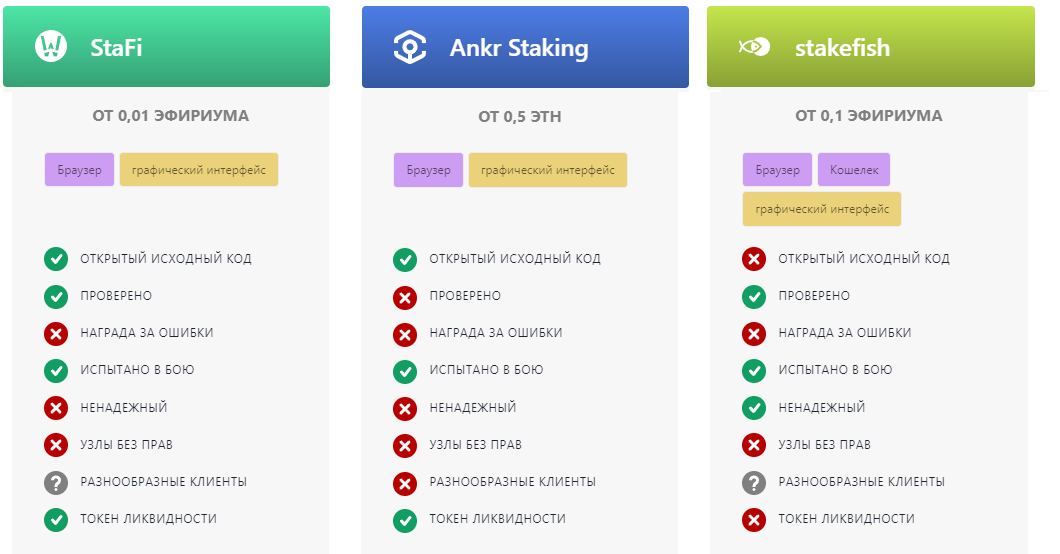 StaFi
ОТ 0,01 ЭФИРИУМА
Браузер
графический интерфейс
ОТКРЫТЫЙ ИСХОДНЫЙ КОД
ПРОВЕРЕНО
НАГРАДА ЗА ОШИБКИ
ИСПЫТАНО В БОЮ
НЕНАДЕЖНЫЙ
УЗЛЫ БЕЗ ПРАВ
РАЗНООБРАЗНЫЕ КЛИЕНТЫ
ТОКЕН ЛИКВИДНОСТИ
Ankr Staking
ОТ 0,5 ЭТН
Браузер
графический интерфейс
ОТКРЫТЫЙ ИСХОДНЫЙ КОД
ПРОВЕРЕНО
НАГРАДА ЗА ОШИБКИ
ИСПЫТАНО В БОЮ
НЕНАДЕЖНЫЙ
УЗЛЫ БЕЗ ПРАВ
РАЗНООБРАЗНЫЕ КЛИЕНТЫ
ТОКЕН ЛИКВИДНОСТИ
stakefish
ОТ 0,1 ЭФИРИУМА
Браузер
Кошелек
графический интерфейс
ОТКРЫТЫЙ ИСХОДНЫЙ КОД
ПРОВЕРЕНО
НАГРАДА ЗА ОШИБКИ
ИСПЫТАНО В БОЮ
НЕНАДЕЖНЫЙ
УЗЛЫ БЕЗ ПРАВ
РАЗНООБРАЗНЫЕ КЛИЕНТЫ
ТОКЕН ЛИКВИДНОСТИ